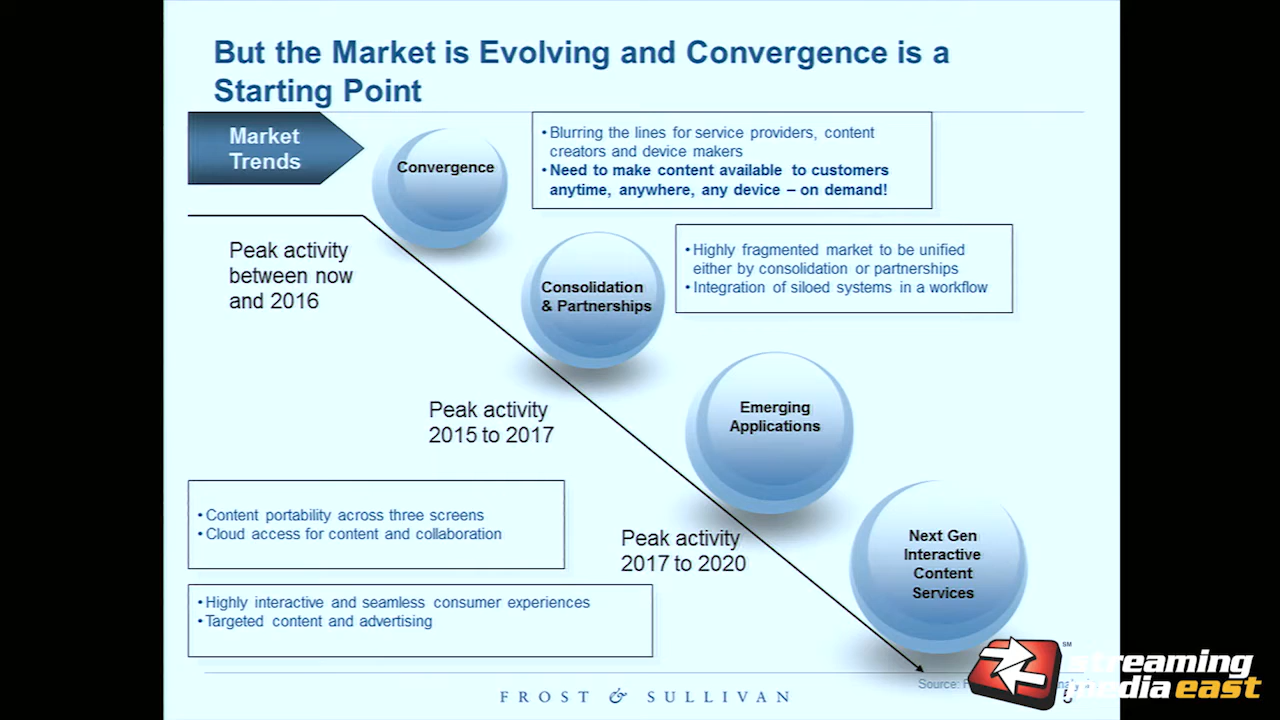 But the Market is Evolving and Convergence is a
Starting Point
Market
Trends
Convergence
• Blurring the lines for service providers, content
creators and device makers
• Need to make content available to customers
anytime, anywhere, any device – on demand!
Peak activity
between now
and 2016
Consolidation
& Partnerships
• Highly fragmented market to be unified
either by consolidation or partnerships
• Integration of siloed systems in a workflow
Peak activity
2015 to 2017
Emerging
Applications
• Content portability across three screens
• Cloud access for content and collaboration
Peak activity
2017 to 2020
Next Gen
Interactive
Content
Services
• Highly interactive and seamless consumer experiences
• Targeted content and advertising
Source:
FROST & SULLIVAN
5
SM
streaming
media east